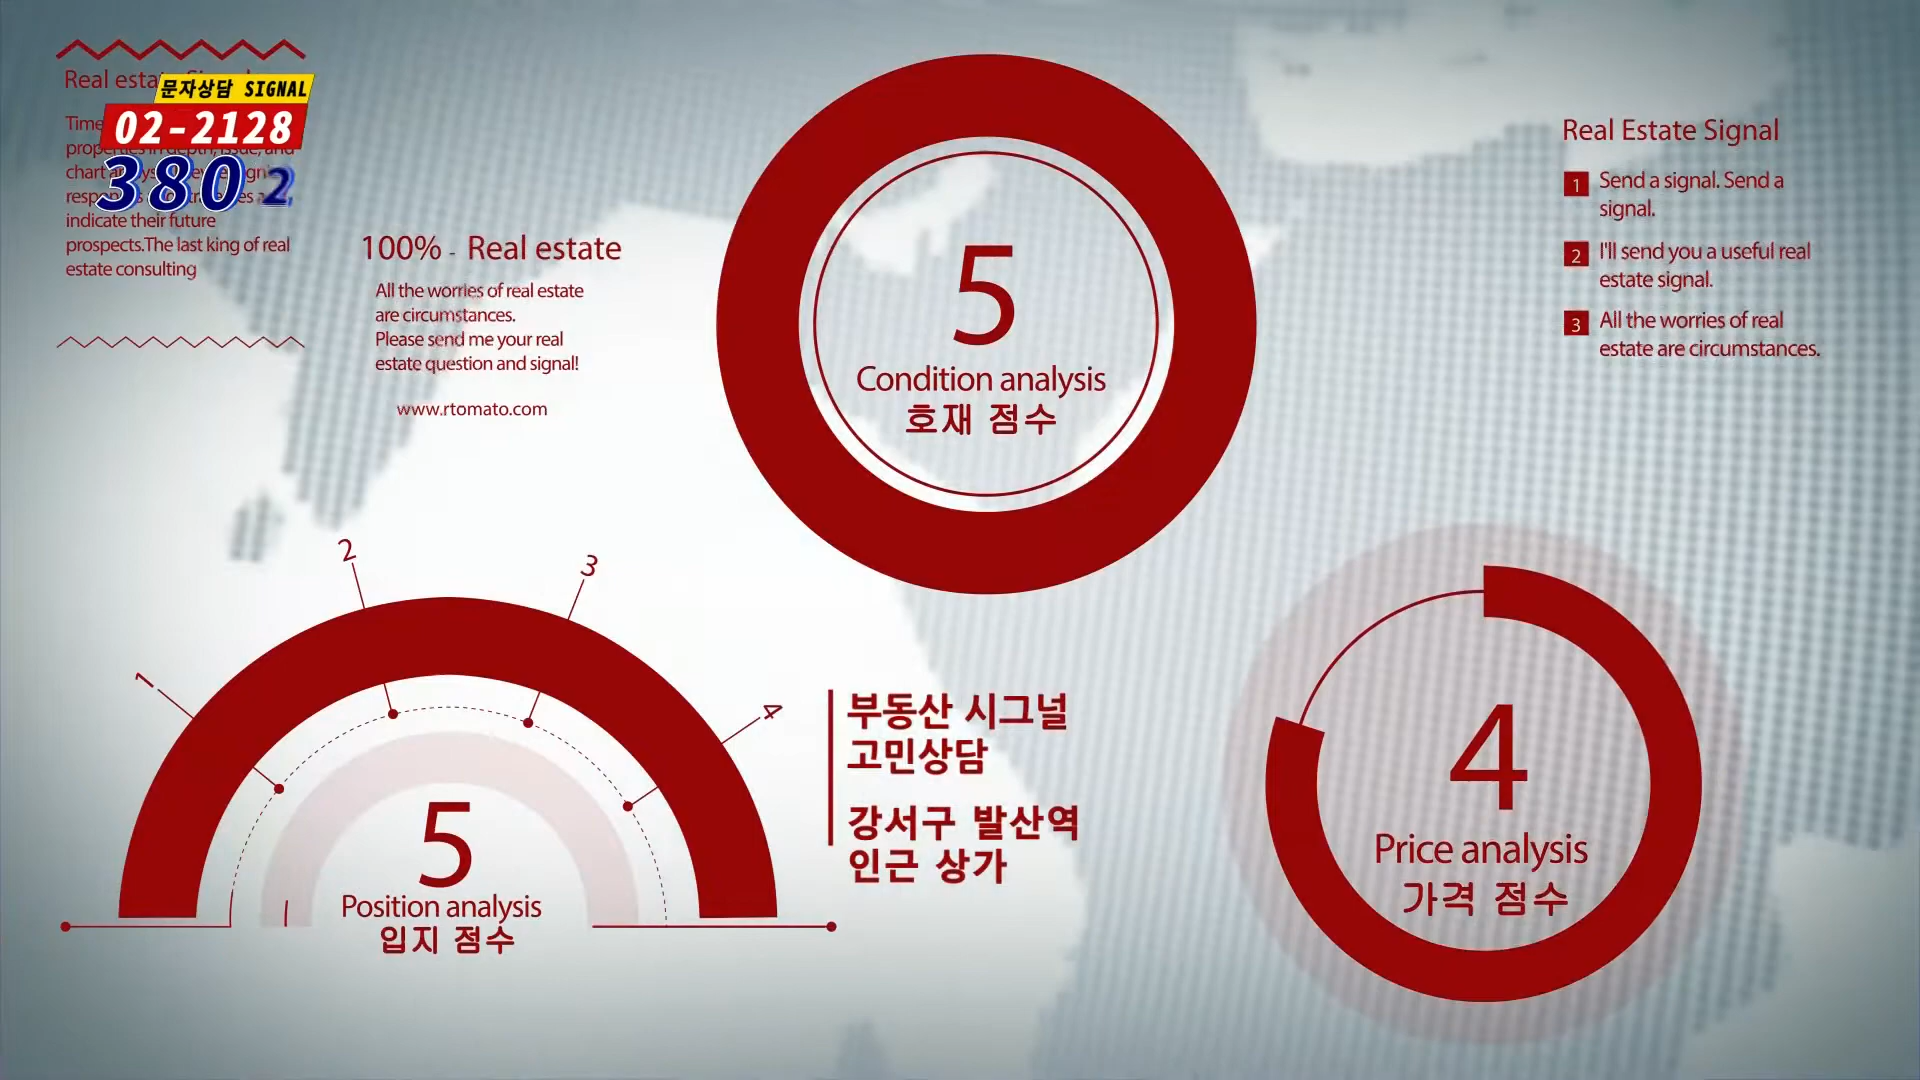 Real esta
문자상담 SIGNAL
02-2128
3802
Time
indicate their future
prospects.The last king of real
estate consulting
100% - Real estate
All the worries of real estate
are circumstances.
Please send me your real
estate question and signal!
www.rtomato.com
5
Condition analysis
호재 점수
Real Estate Signal
1 Send a signal. Send a
signal.
2 I'll send you a useful real
estate signal.
3 All the worries of real
estate are circumstances.
1
2
3
4
5
Position analysis
입지 점수
부동산 시그널
고민상담
강서구 발산역
인근 상가
4
Price analysis
가격 점수